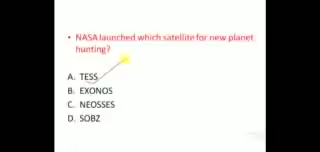 • NASA launched which satellite for new planet
hunting?
A. TESS
B. EXONOS
C. NEOSSES
D. SOBZ